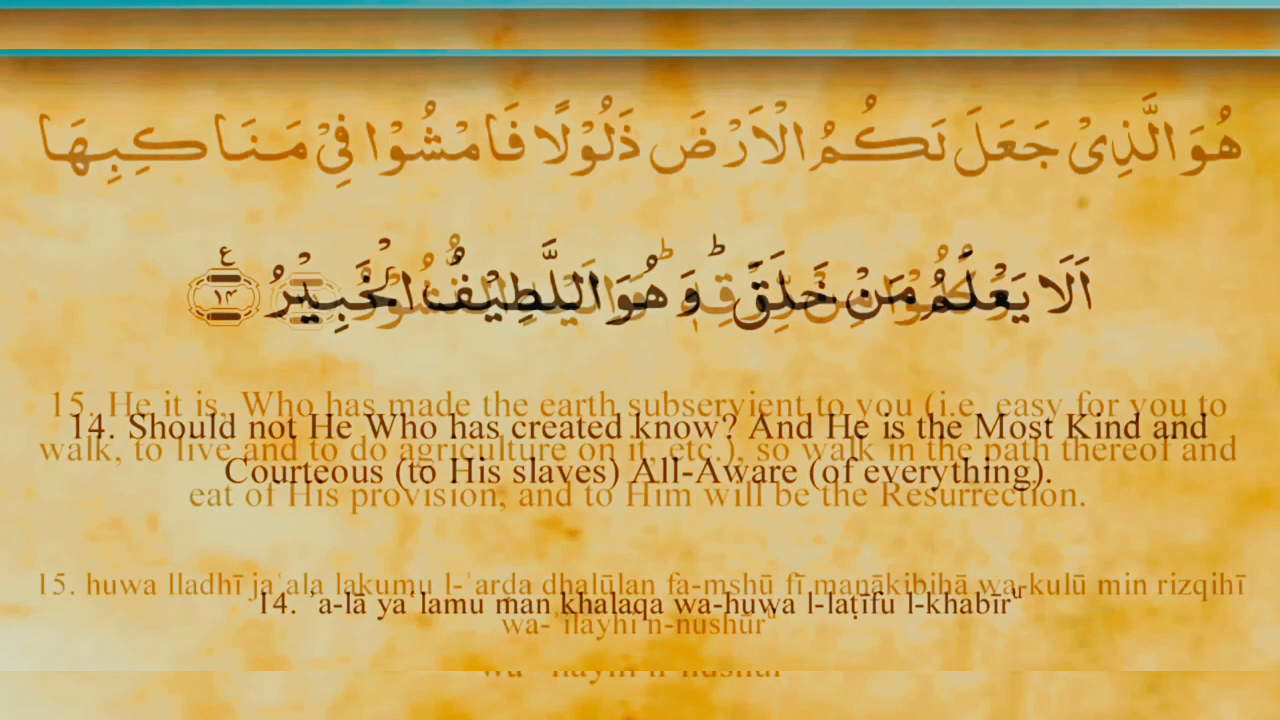 هُوَ الَّذِىْ جَعَلَ لَكُمُ الْاَرْضَ ذَلُوْلًا فَامْشُوْا فِىْ مَنَاكِبِهَا
اَلَا يَعْلَمُ مَنْ خَلَقَ ؕ وَهُوَ اللَّطِيْفُ الْخَبِيْرُ ۱۴ ع
15. He it is, Who has made the earth subservient to you (i.e. easy for you to
14. Should not He Who has created know? And He is the Most Kind and
walk, to live and to do agriculture on it, etc.), so walk in the path thereof and
Courteous (to His slaves) All-Aware (of everything).
eat of His provision, and to Him will be the Resurrection.
15. huwa lladhī jaʿala lakumu l-ʾarḍa dhalūlan fa-mshū fī manākibihā wa-kulū min rizqihī
14. ʾa-lā yaʿlamu man khalaqa wa-huwa l-laṭīfu l-khabīrᵘ
wa-ʾilayhi n-nushūrᵘ